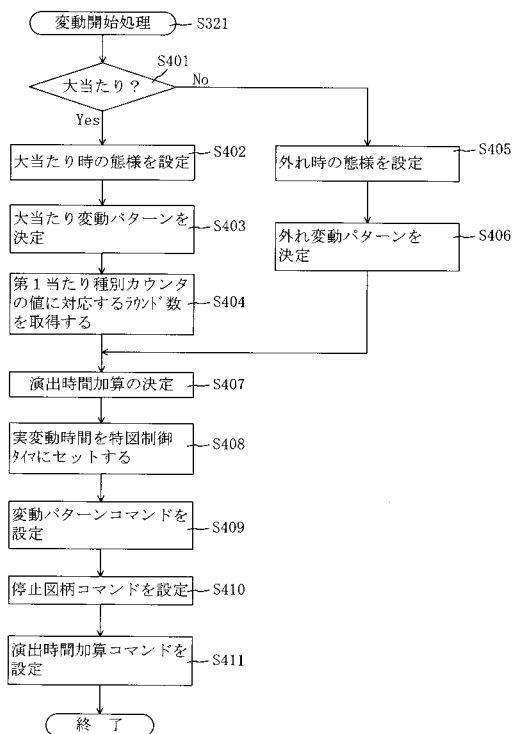 変動開始処理
S321
S401
大当たり？
No
Yes
大当たり時の態様を設定
S402
外れ時の態様を設定
S405
大当たり変動パターンを
決定
S403
外れ変動パターンを
決定
S406
第１当たり種別カウンタ
の値に対応するﾗｳﾝﾄﾞ数
を取得する
S404
演出時間加算の決定
S407
実変動時間を特図制御
ﾀｲﾏにセットする
S408
変動パターンコマンドを
設定
S409
停止図柄コマンドを設定
S410
演出時間加算コマンドを
設定
S411
終 了